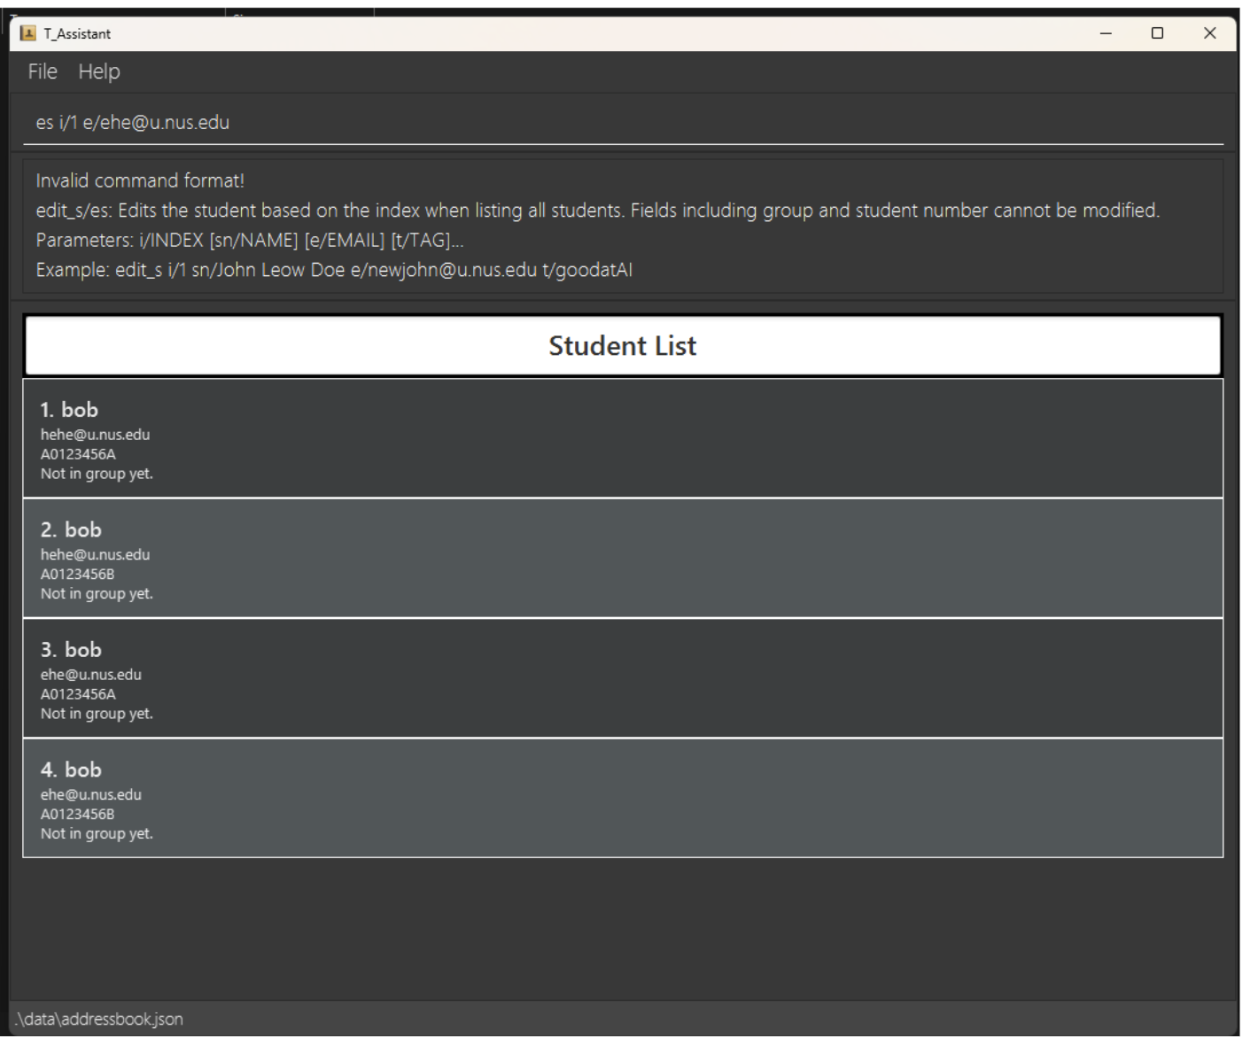 T_Assistant
File Help
es i/1 e/ehe@u.nus.edu
Invalid command format!
edit_s/es: Edits the student based on the index when listing all students. Fields including group and student number cannot be modified.
Parameters: i/INDEX [sn/NAME] [e/EMAIL] [t/TAG]...
Example: edit_s i/1 sn/John Leow Doe e/newjohn@u.nus.edu t/goodatAI
Student List
1. bob
hehe@u.nus.edu
A0123456A
Not in group yet.
2. bob
hehe@u.nus.edu
A0123456B
Not in group yet.
3. bob
ehe@u.nus.edu
A0123456A
Not in group yet.
4. bob
ehe@u.nus.edu
A0123456B
Not in group yet.
.\data\addressbook.json